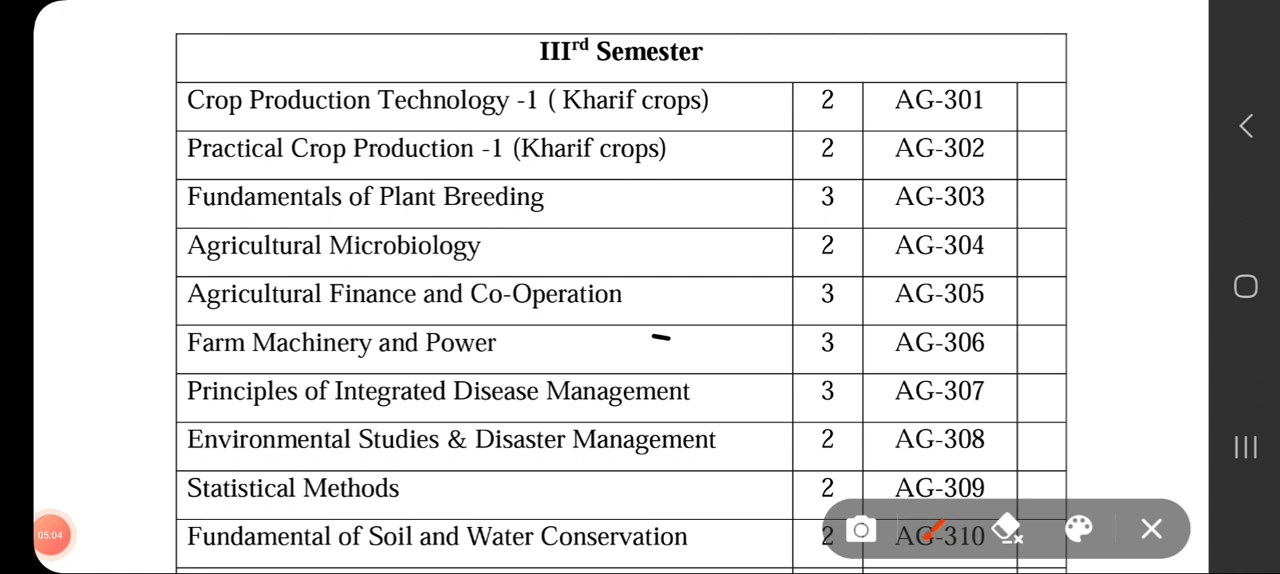 IIIrd Semester
Crop Production Technology -1 ( Kharif crops) 2 AG-301
Practical Crop Production -1 (Kharif crops) 2 AG-302
Fundamentals of Plant Breeding 3 AG-303
Agricultural Microbiology 2 AG-304
Agricultural Finance and Co-Operation 3 AG-305
Farm Machinery and Power 3 AG-306
Principles of Integrated Disease Management 3 AG-307
Environmental Studies & Disaster Management 2 AG-308
Statistical Methods 2 AG-309
Fundamental of Soil and Water Conservation 2 AG-310
05:04